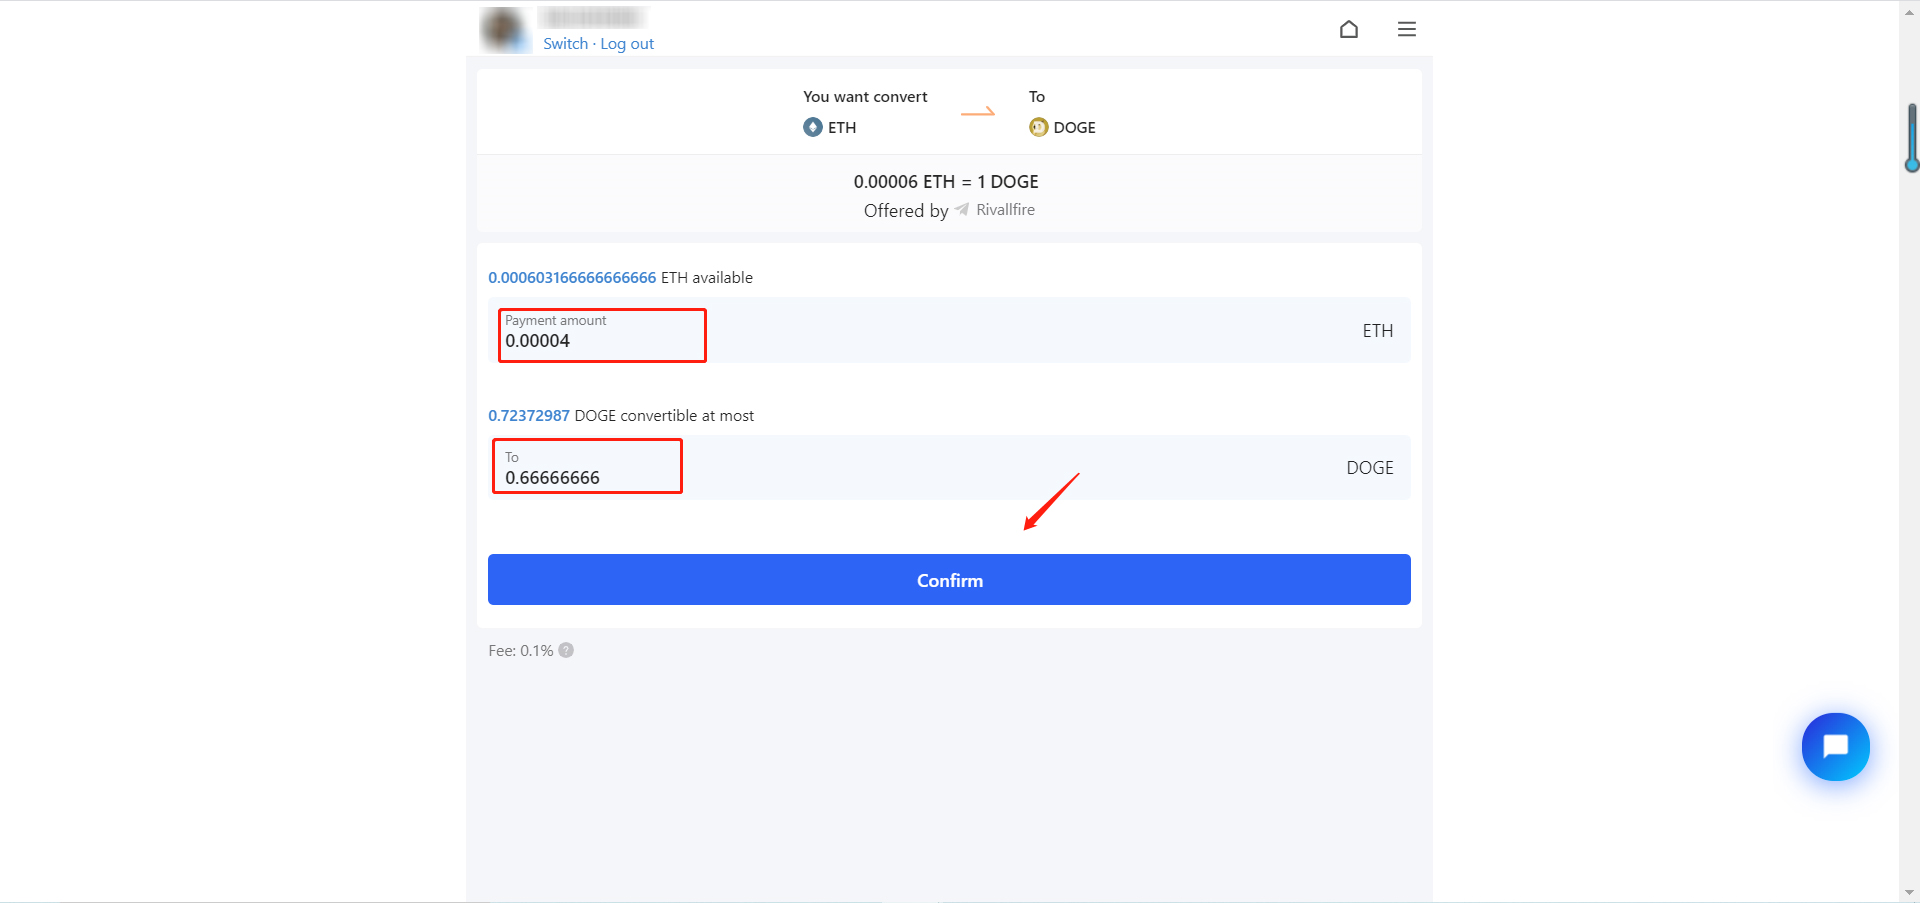 Switch · Log out
You want convert
To
ETH
DOGE
0.00006 ETH = 1 DOGE
Offered by Rivallfire
0.000603166666666666 ETH available
Payment amount
0.00004
ETH
0.72372987 DOGE convertible at most
To
0.66666666
DOGE
Confirm
Fee: 0.1% ?